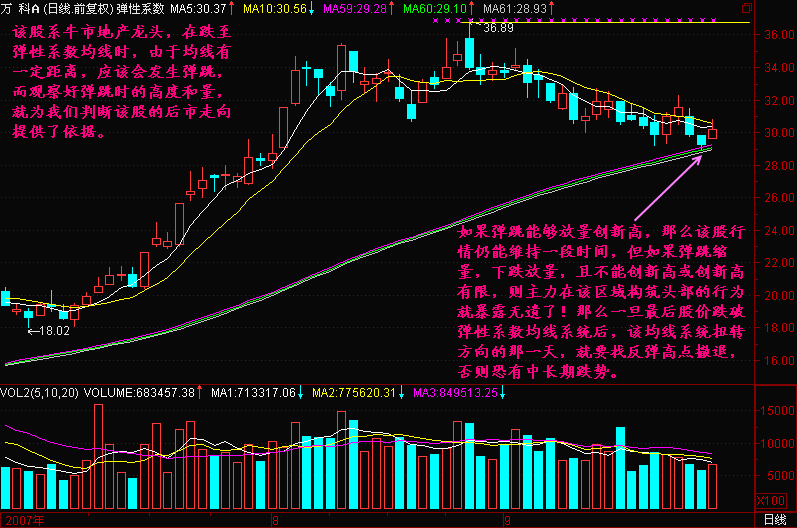 万 科A (日线.前复权) 弹性系数 MA5:30.37↑ MA10:30.56↓ MA59:29.28↑ MA60:29.10↑ MA61:28.93↑
该股系牛市地产龙头，在跌至
弹性系数均线时，由于均线有
一定距离，应该会发生弹跳，
而观察好弹跳时的高度和量，
就为我们判断该股的后市走向
提供了依据。
←36.89
36.00
34.00
32.00
30.00
28.00
26.00
24.00
22.00
20.00
18.00
16.00
如果弹跳能够放量创新高，那么该股行
情仍能维持一段时间，但如果弹跳缩
量，下跌放量，且不能创新高或创新高
有限，则主力在该区域构筑头部的行为
就暴露无遗了！那么一旦最后股价跌破
弹性系数均线系统后，该均线系统扭转
方向的那一天，就要找反弹高点撤退，
否则恐有中长期跌势。
←18.02
VOL2(5,10,20) VOLUME:683457.38↑ MA1:713317.06↓ MA2:775620.31↓ MA3:849513.25↓
15000
10000
5000
X100
2007年 8 9 日线